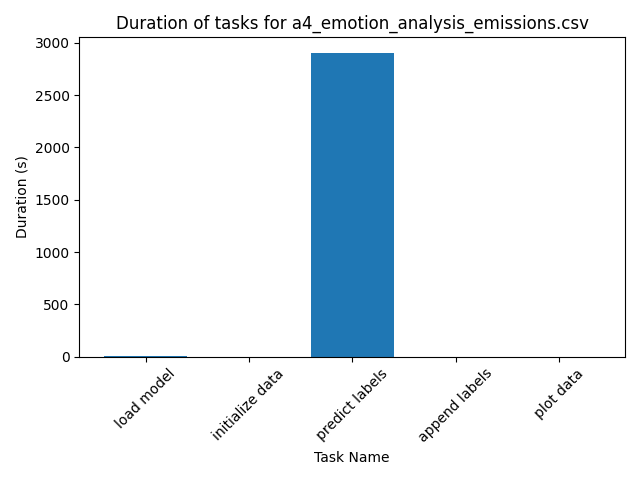 Duration of tasks for a4_emotion_analysis_emissions.csv
3000
2500
2000
1500
1000
500
0
Duration (s)
load model
initialize data
predict labels
append labels
plot data
Task Name